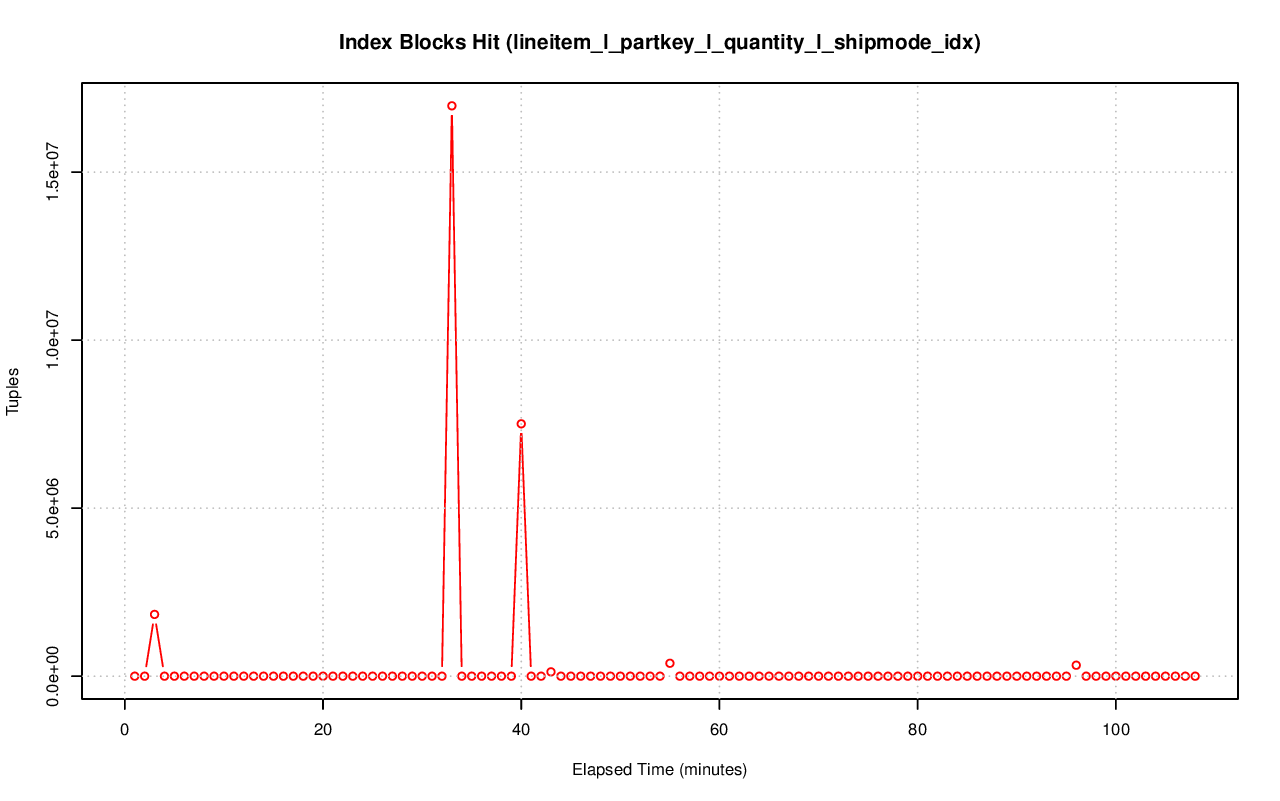 Index Blocks Hit (lineitem_l_partkey_l_quantity_l_shipmode_idx)
Tuples
1.5e+07
1.0e+07
5.0e+06
0.0e+00
0 20 40 60 80 100
Elapsed Time (minutes)